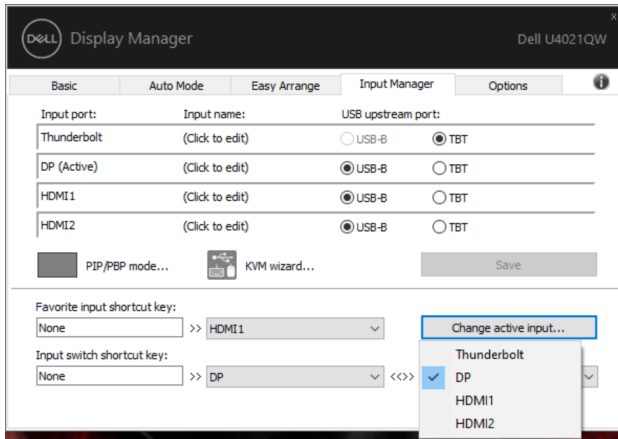 DELL Display Manager Dell U4021QW
x
Basic Auto Mode Easy Arrange Input Manager Options i
Input port: Input name: USB upstream port:
Thunderbolt (Click to edit) USB-B TBT
DP (Active) (Click to edit) USB-B TBT
HDMI1 (Click to edit) USB-B TBT
HDMI2 (Click to edit) USB-B TBT
PIP/PBP mode... KVM wizard... Save
Favorite input shortcut key:
None >> HDMI1 Change active input...
Input switch shortcut key:
None >> DP <<>>
Thunderbolt
DP
HDMI1
HDMI2